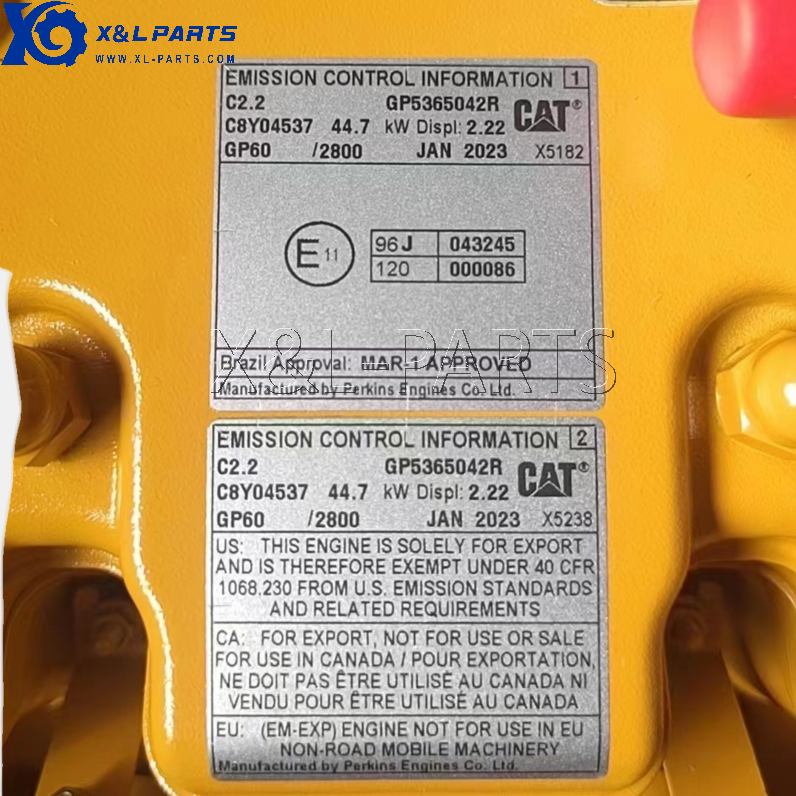 X&L PARTS
WWW.XL-PARTS.COM
EMISSION CONTROL INFORMATION 1
C2.2 GP5365042R CAT®
C8Y04537 44.7 kW Displ: 2.22
GP60 /2800 JAN 2023 X5182
E11
96J 043245
120 000086
X&L PARTS
Brazil Approval: MAR-1 APPROVED
Manufactured by Perkins Engines Co. Ltd.
EMISSION CONTROL INFORMATION 2
C2.2 GP5365042R CAT®
C8Y04537 44.7 kW Displ: 2.22
GP60 /2800 JAN 2023 X5238
US: THIS ENGINE IS SOLELY FOR EXPORT
AND IS THEREFORE EXEMPT UNDER 40 CFR
1068.230 FROM U.S. EMISSION STANDARDS
AND RELATED REQUIREMENTS
CA: FOR EXPORT, NOT FOR USE OR SALE
FOR USE IN CANADA / POUR EXPORTATION,
NE DOIT PAS ÊTRE UTILISÉ AU CANADA NI
VENDU POUR ÊTRE UTILISÉ AU CANADA
EU: (EM-EXP) ENGINE NOT FOR USE IN EU
NON-ROAD MOBILE MACHINERY
Manufactured by Perkins Engines Co. Ltd.